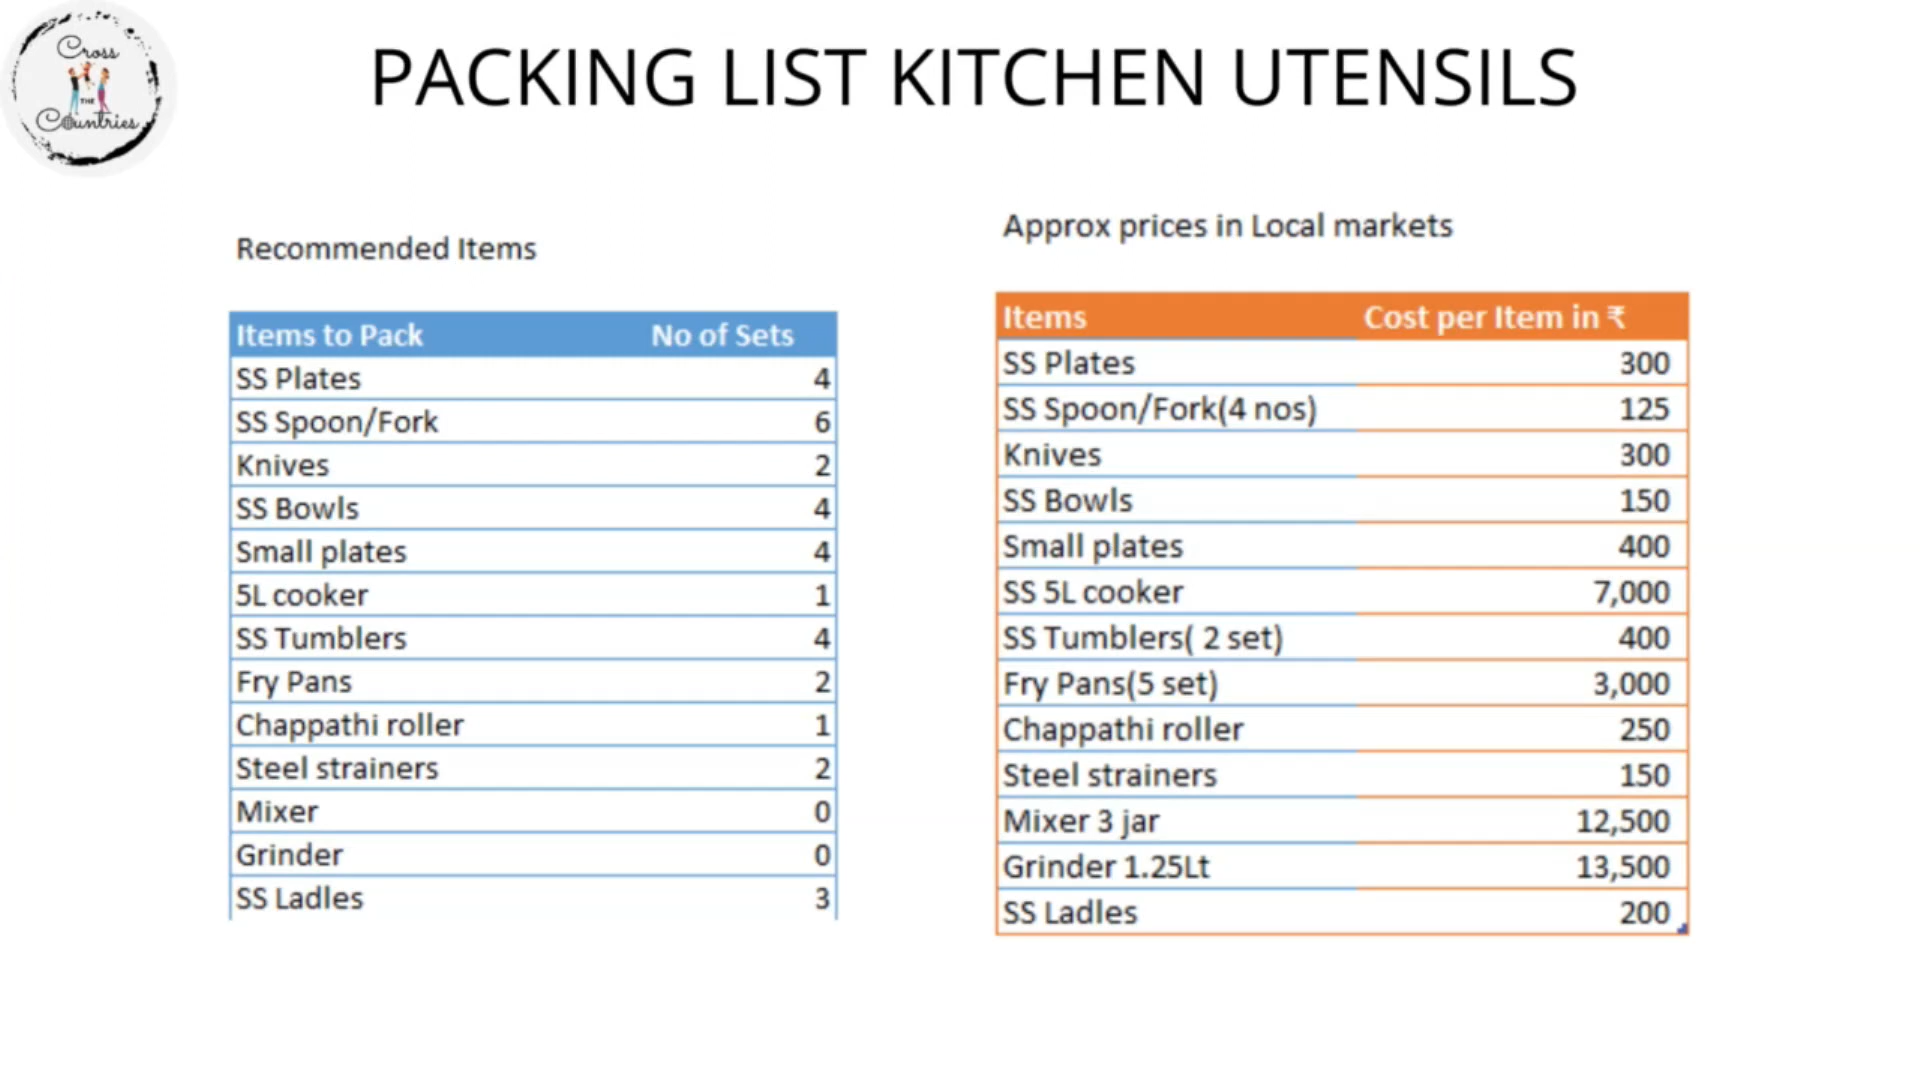 Cross
THE
Countries
PACKING LIST KITCHEN UTENSILS
Recommended Items
Items to Pack No of Sets
SS Plates 4
SS Spoon/Fork 6
Knives 2
SS Bowls 4
Small plates 4
5L cooker 1
SS Tumblers 4
Fry Pans 2
Chappathi roller 1
Steel strainers 2
Mixer 0
Grinder 0
SS Ladles 3
Approx prices in Local markets
Items Cost per Item in ₹
SS Plates 300
SS Spoon/Fork(4 nos) 125
Knives 300
SS Bowls 150
Small plates 400
SS 5L cooker 7,000
SS Tumblers( 2 set) 400
Fry Pans(5 set) 3,000
Chappathi roller 250
Steel strainers 150
Mixer 3 jar 12,500
Grinder 1.25Lt 13,500
SS Ladles 200